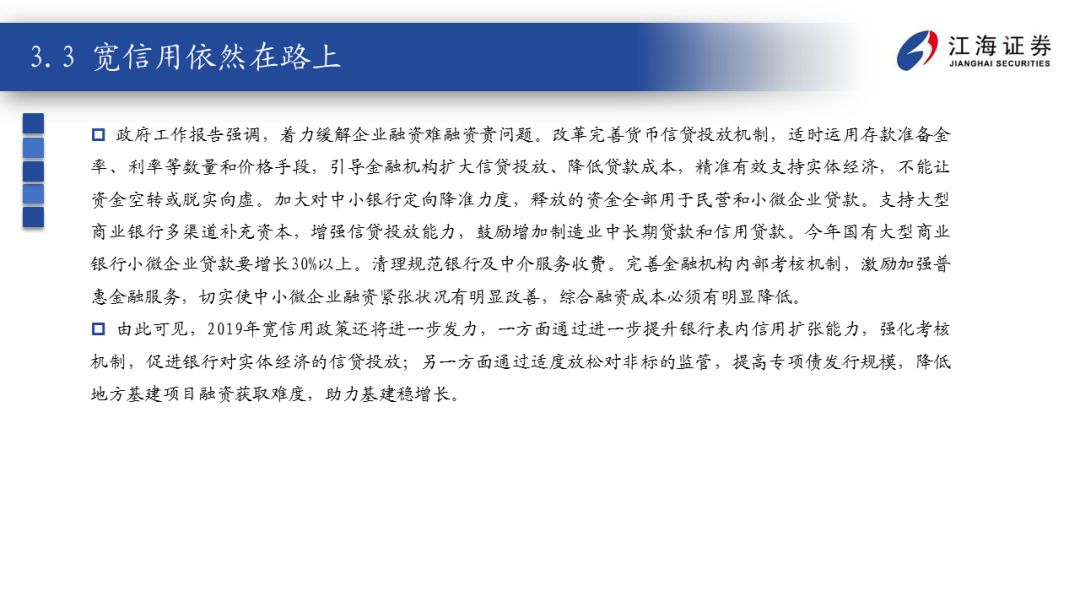 3.3 宽信用依然在路上
江海证券
JIANGHAI SECURITIES
政府工作报告强调，着力缓解企业融资难融资贵问题。改革完善货币信贷投放机制，适时运用存款准备金
率、利率等数量和价格手段，引导金融机构扩大信贷投放、降低贷款成本，精准有效支持实体经济，不能让
资金空转或脱实向虚。加大对中小银行定向降准力度，释放的资金全部用于民营和小微企业贷款。支持大型
商业银行多渠道补充资本，增强信贷投放能力，鼓励增加制造业中长期贷款和信用贷款。今年国有大型商业
银行小微企业贷款要增长30%以上。清理规范银行及中介服务收费。完善金融机构内部考核机制，激励加强普
惠金融服务，切实使中小微企业融资紧张状况有明显改善，综合融资成本必须有明显降低。
由此可见，2019年宽信用政策还将进一步发力，一方面通过进一步提升银行表内信用扩张能力，强化考核
机制，促进银行对实体经济的信贷投放；另一方面通过适度放松对非标的监管，提高专项债发行规模，降低
地方基建项目融资获取难度，助力基建稳增长。